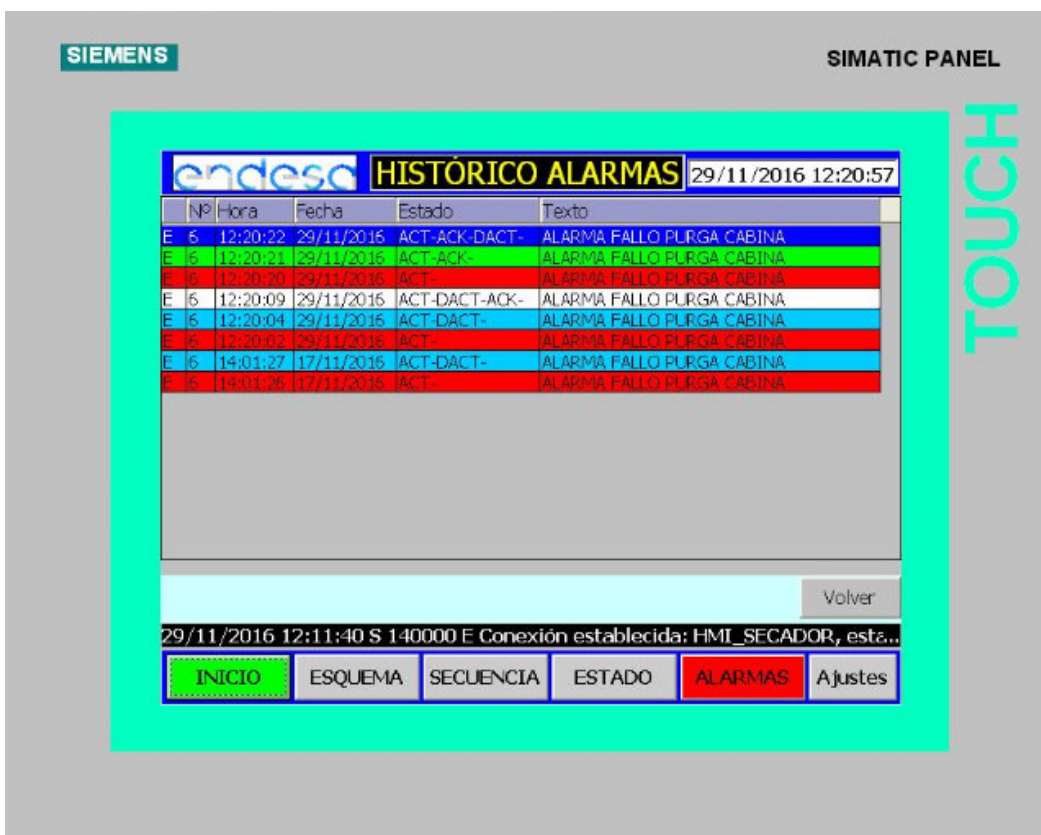 SIEMENS
SIMATIC PANEL
TOUCH
endesa HISTÓRICO ALARMAS 29/11/2016 12:20:57
Nº Hora Fecha Estado Texto
E 6 12:20:22 29/11/2016 ACT-ACK-DACT- ALARMA FALLO PURGA CABINA
E 6 12:20:21 29/11/2016 ACT-ACK- ALARMA FALLO PURGA CABINA
E 6 12:20:20 29/11/2016 ACT- ALARMA FALLO PURGA CABINA
E 6 12:20:09 29/11/2016 ACT-DACT-ACK- ALARMA FALLO PURGA CABINA
E 6 12:20:04 29/11/2016 ACT-DACT- ALARMA FALLO PURGA CABINA
E 6 12:20:02 29/11/2016 ACT- ALARMA FALLO PURGA CABINA
E 6 14:01:27 17/11/2016 ACT-DACT- ALARMA FALLO PURGA CABINA
E 6 14:01:26 17/11/2016 ACT- ALARMA FALLO PURGA CABINA
Volver
29/11/2016 12:11:40 S 140000 E Conexión establecida: HMI_SECADOR, esta...
INICIO ESQUEMA SECUENCIA ESTADO ALARMAS Ajustes